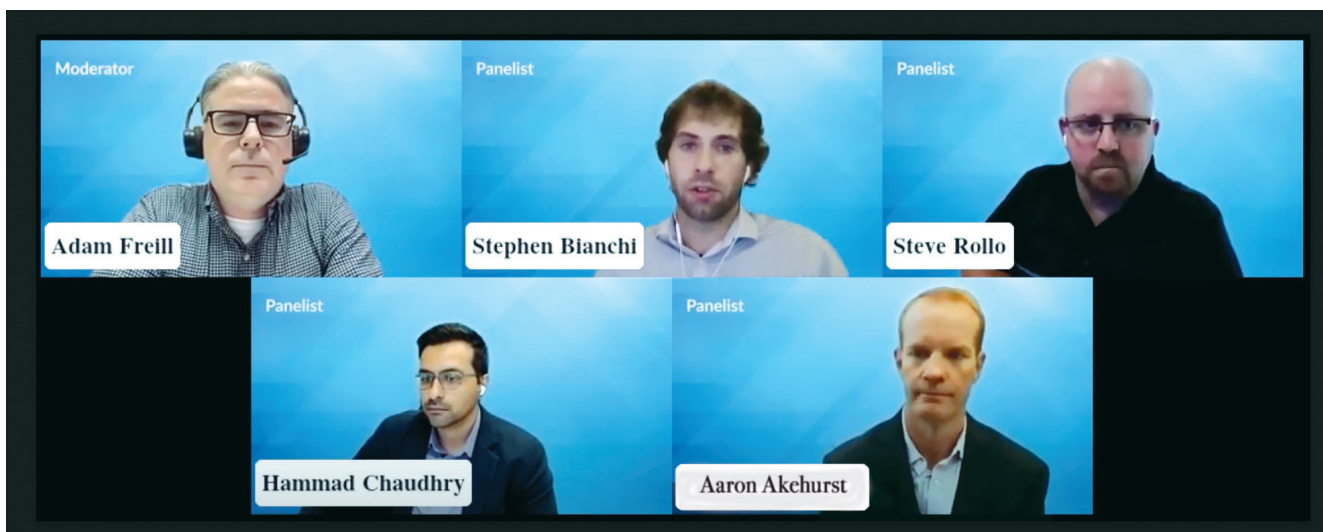 Moderator
Adam Freill
Panelist
Stephen Bianchi
Panelist
Steve Rollo
Panelist
Hammad Chaudhry
Panelist
Aaron Akehurst